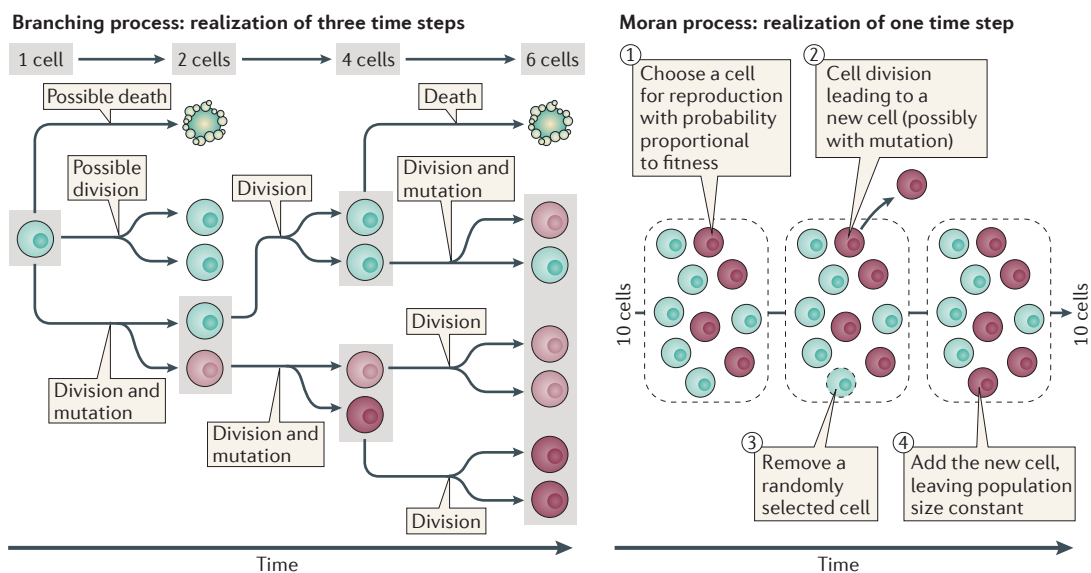 Branching process: realization of three time steps
1 cell
2 cells
4 cells
6 cells
Possible death
Death
Possible
division
Division
Division and
mutation
Division
Division and
mutation
Division and
mutation
Division
Time
Moran process: realization of one time step
1
Choose a cell
for reproduction
with probability
proportional
to fitness
2
Cell division
leading to a
new cell (possibly
with mutation)
10 cells
10 cells
3
Remove a
randomly
selected cell
4
Add the new cell,
leaving population
size constant
Time